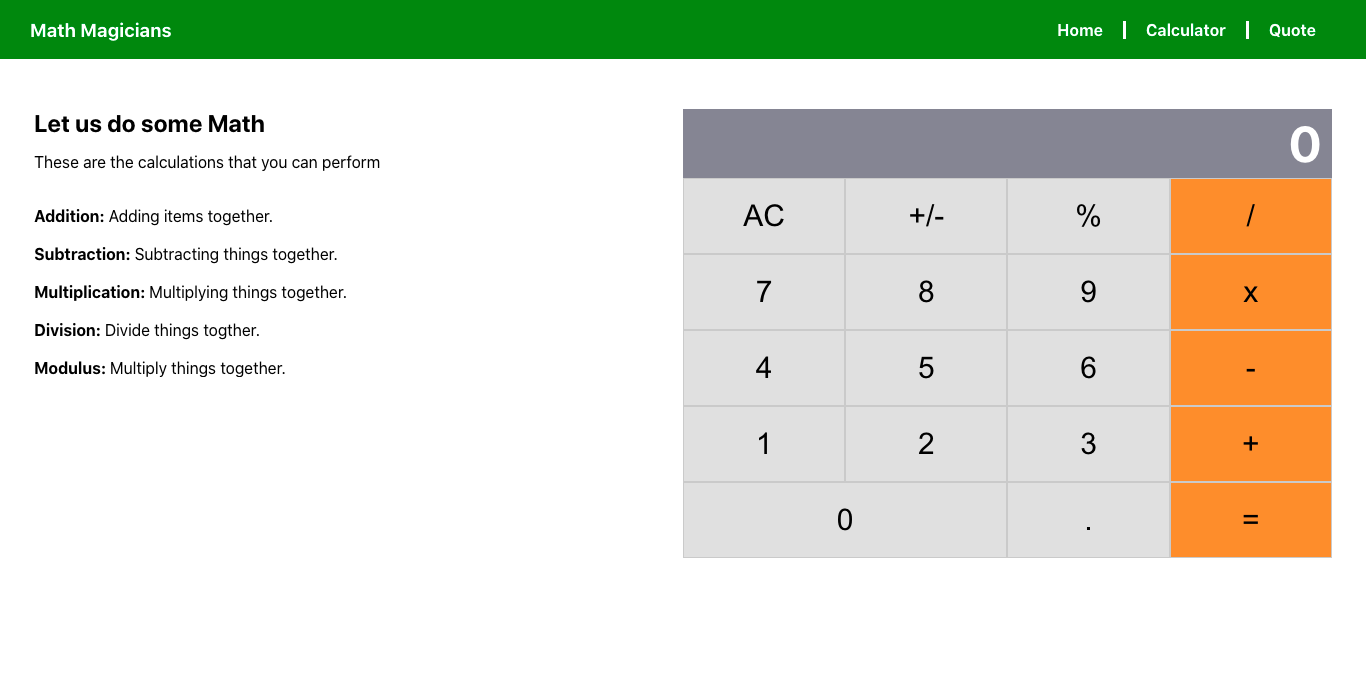 Math Magicians
Home Calculator Quote
Let us do some Math
These are the calculations that you can perform
Addition: Adding items together.
Subtraction: Subtracting things together.
Multiplication: Multiplying things together.
Division: Divide things togther.
Modulus: Multiply things together.
0
AC +/- % /
7 8 9 x
4 5 6 -
1 2 3 +
0 . =